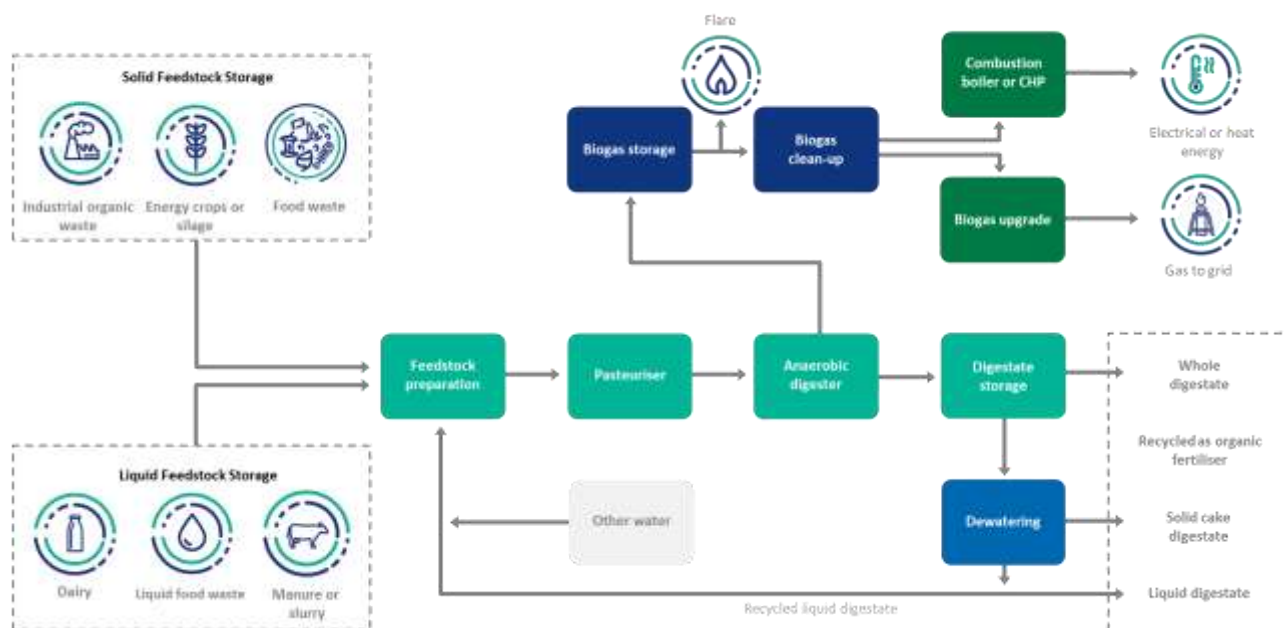 Solid Feedstock Storage
Industrial organic
waste
Energy crops or
silage
Food waste
Liquid Feedstock Storage
Dairy
Liquid food waste
Manure or
slurry
Flare
Biogas storage
Biogas
clean-up
Combustion
boiler or CHP
Electrical or heat
energy
Biogas upgrade
Gas to grid
Feedstock
preparation
Pasteuriser
Anaerobic
digester
Digestate
storage
Whole
digestate
Recycled as organic
fertiliser
Other water
Dewatering
Solid cake
digestate
Recycled liquid digestate
Liquid digestate